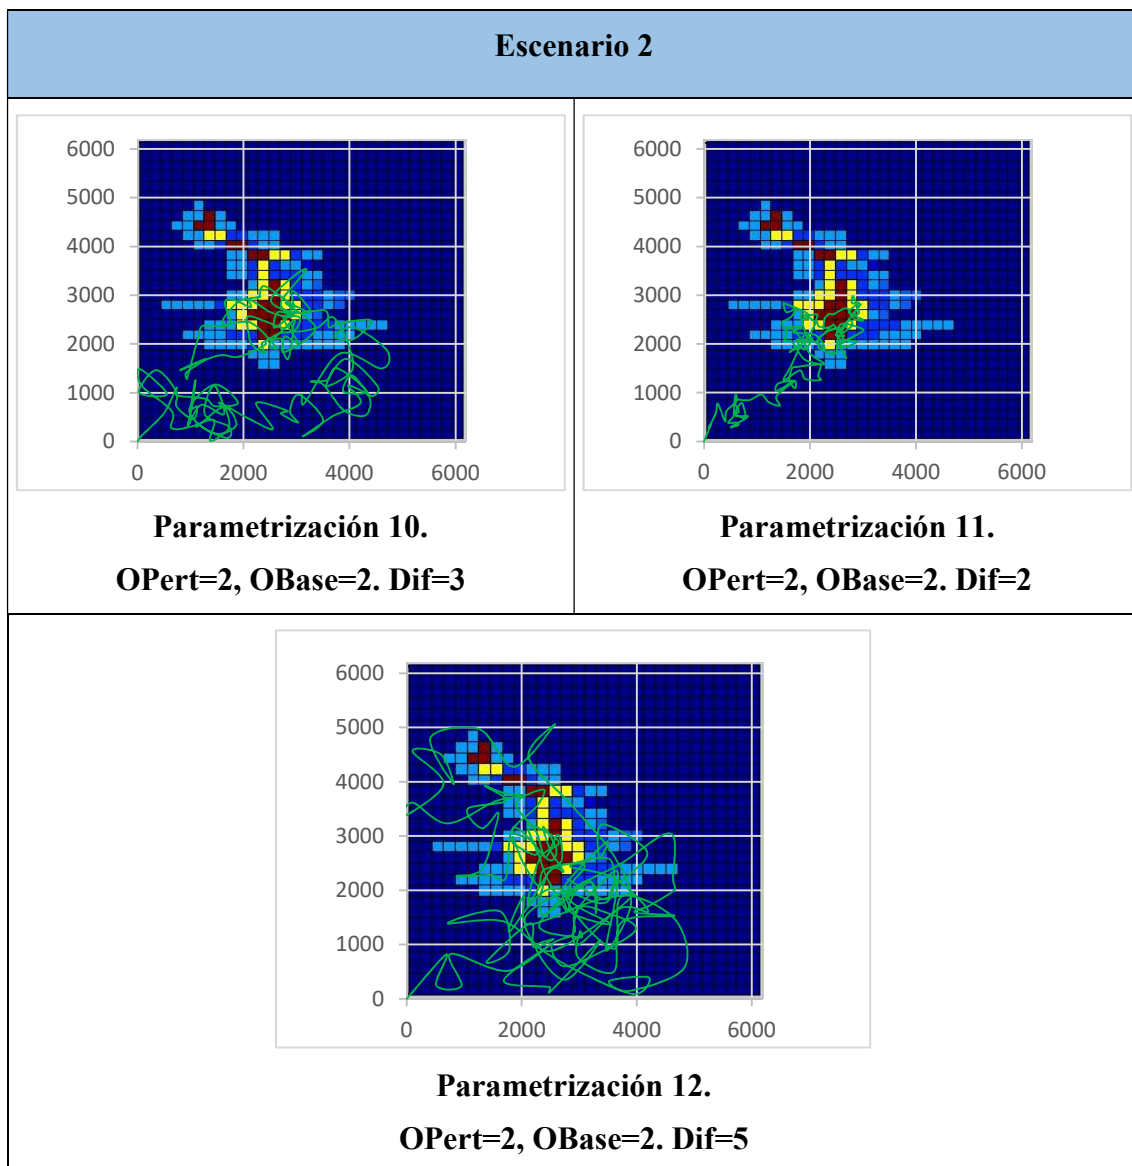 Escenario 2
6000
5000
4000
3000
2000
1000
0
0 2000 4000 6000
Parametrización 10.
OPert=2, OBase=2. Dif=3
6000
5000
4000
3000
2000
1000
0
0 2000 4000 6000
Parametrización 11.
OPert=2, OBase=2. Dif=2
6000
5000
4000
3000
2000
1000
0
0 2000 4000 6000
Parametrización 12.
OPert=2, OBase=2. Dif=5